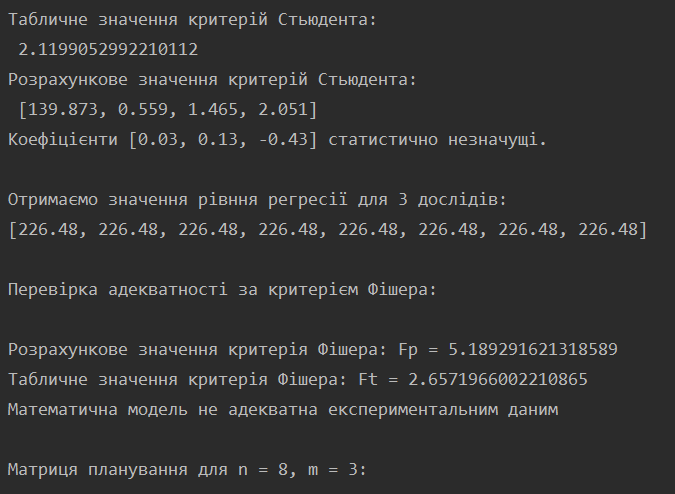 Табличне значення критерій Стьюдента:
2.1199052992210112
Розрахункове значення критерій Стьюдента:
[139.873, 0.559, 1.465, 2.051]
Коефіцієнти [0.03, 0.13, -0.43] статистично незначущі.
Отримаємо значення рівння регресії для 3 дослідів:
[226.48, 226.48, 226.48, 226.48, 226.48, 226.48, 226.48, 226.48]
Перевірка адекватності за критерієм Фішера:
Розрахункове значення критерія Фішера: Fp = 5.189291621318589
Табличне значення критерія Фішера: Ft = 2.6571966002210865
Математична модель не адекватна експериментальним даним
Матриця планування для n = 8, m = 3: